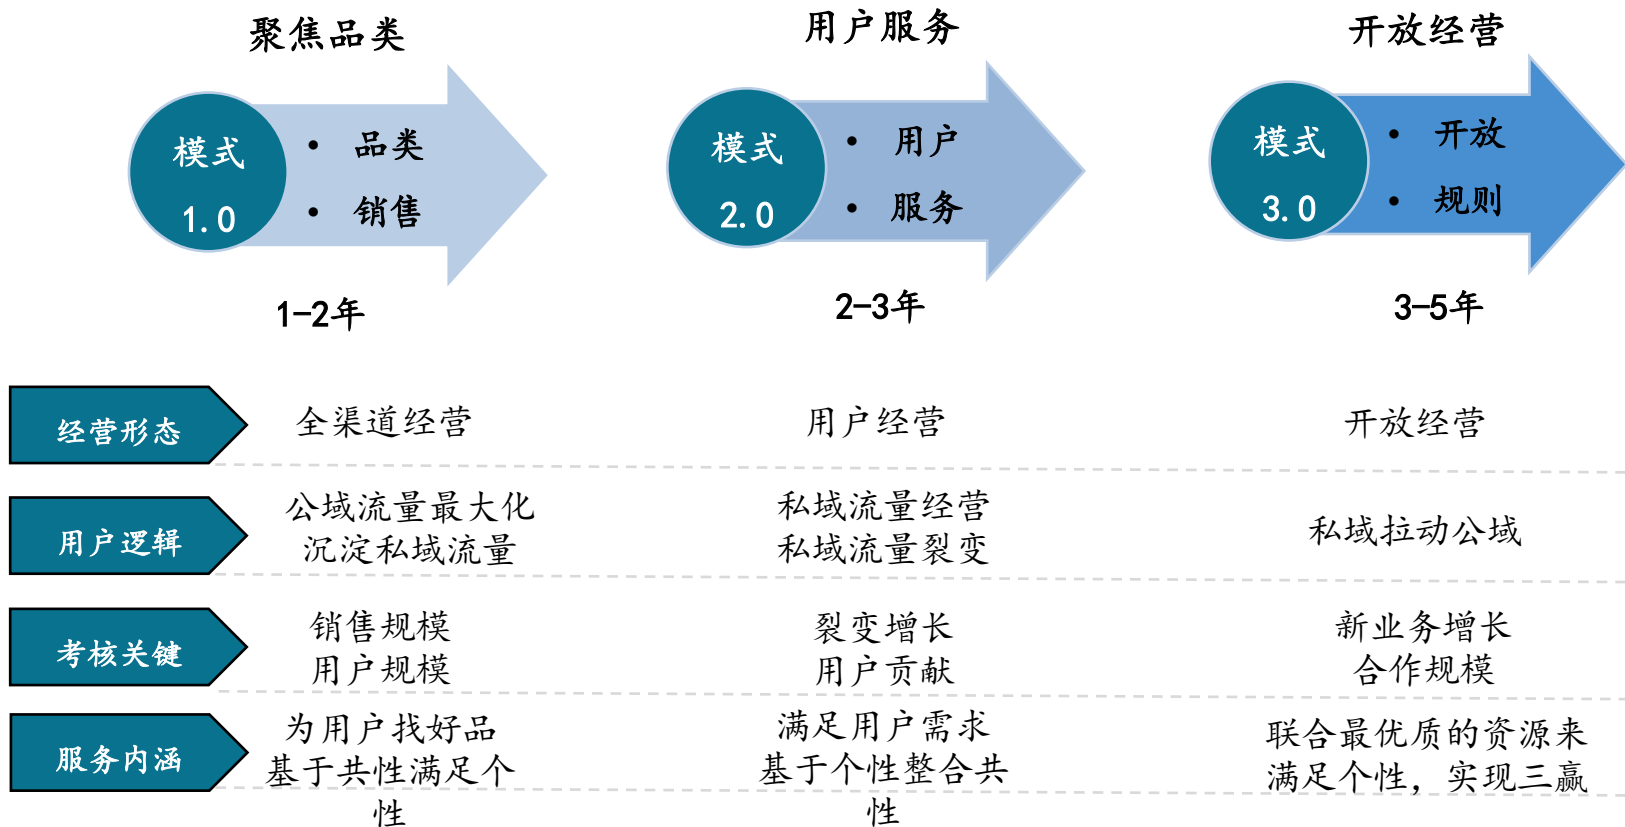 聚焦品类
用户服务
开放经营
模式
1.0
• 品类
• 销售
模式
2.0
• 用户
• 服务
模式
3.0
• 开放
• 规则
1-2年
2-3年
3-5年
经营形态
全渠道经营
用户经营
开放经营
用户逻辑
公域流量最大化
沉淀私域流量
私域流量经营
私域流量裂变
私域拉动公域
考核关键
销售规模
用户规模
裂变增长
用户贡献
新业务增长
合作规模
服务内涵
为用户找好品
基于共性满足个
性
满足用户需求
基于个性整合共
性
联合最优质的资源来
满足个性，实现三赢